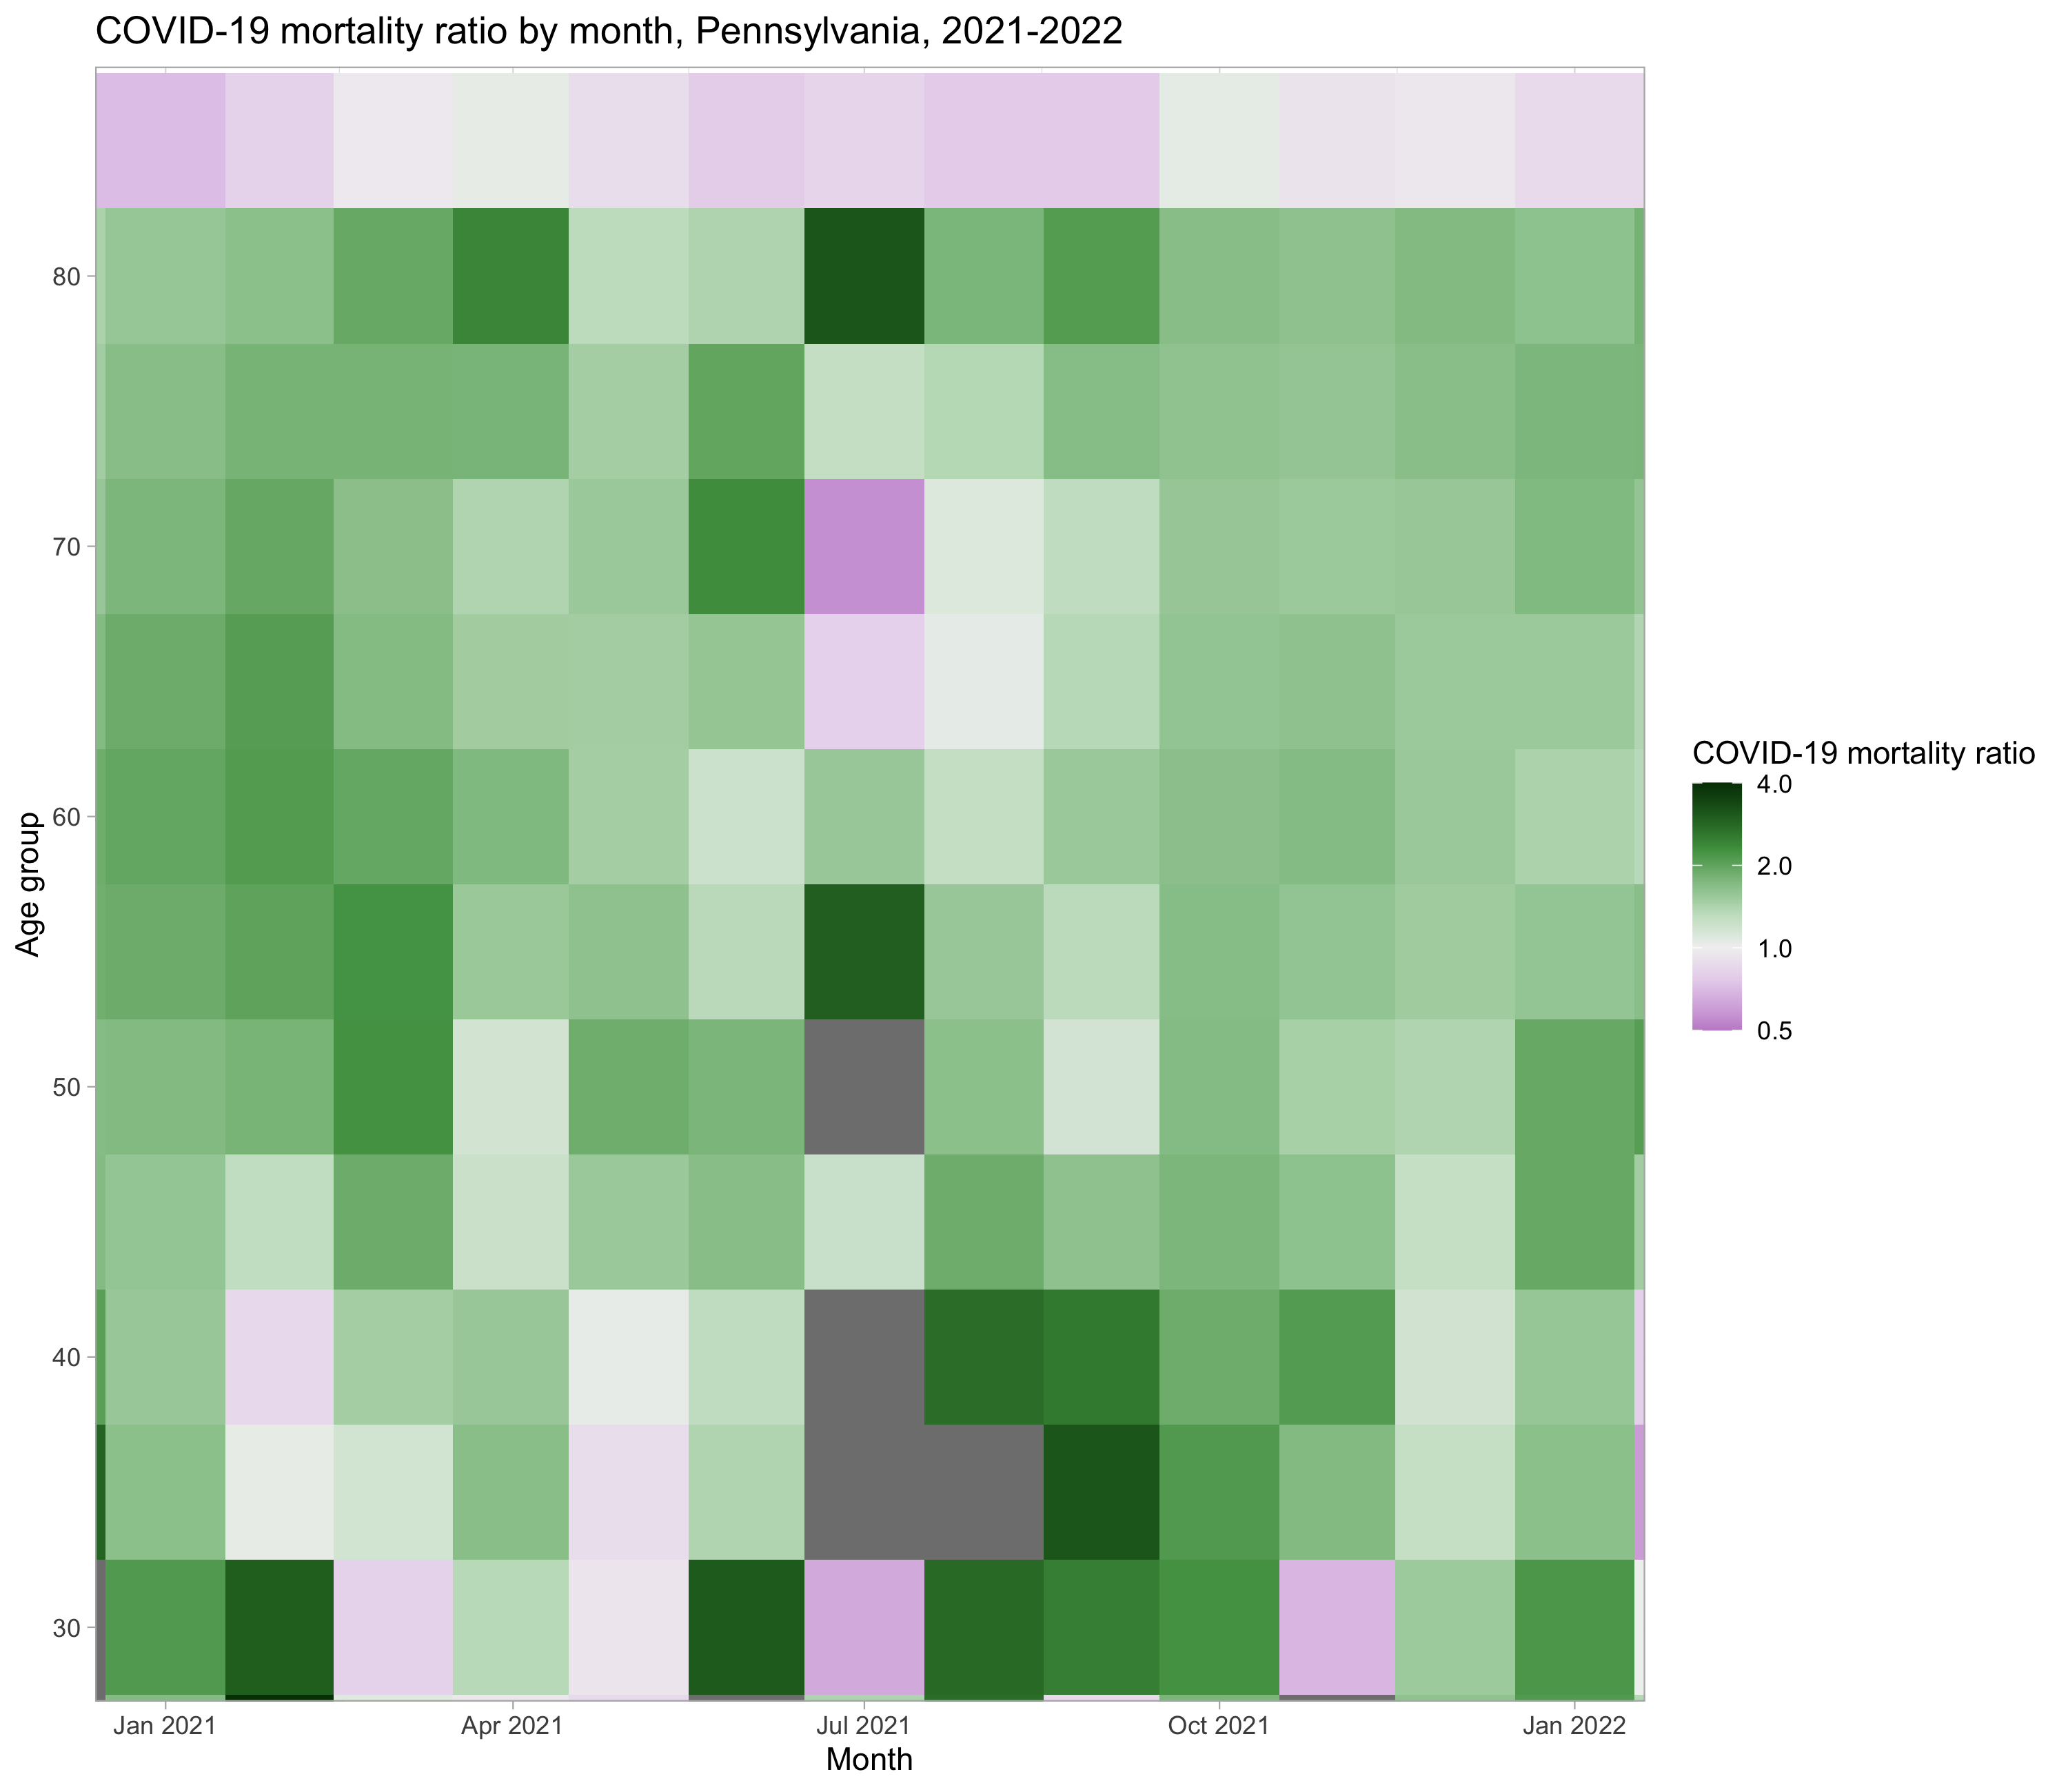 COVID-19 mortality ratio by month, Pennsylvania, 2021-2022
80
70
60
50
40
30
Age group
Jan 2021
Apr 2021
Jul 2021
Oct 2021
Jan 2022
Month
COVID-19 mortality ratio
4.0
2.0
1.0
0.5